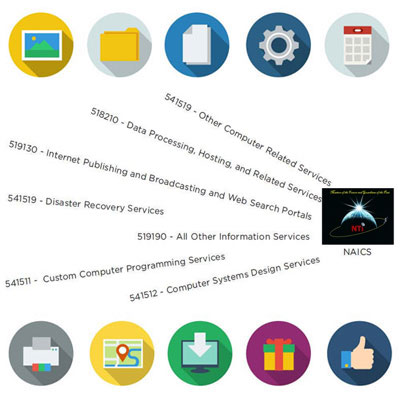 541519 - Other Computer Related Services
518210 - Data Processing, Hosting, and Related Services
519130 - Internet Publishing and Broadcasting and Web Search Portals
541519 - Disaster Recovery Services
519190 - All Other Information Services
541511 - Custom Computer Programming Services
541512 - Computer Systems Design Services
NTI
NAICS